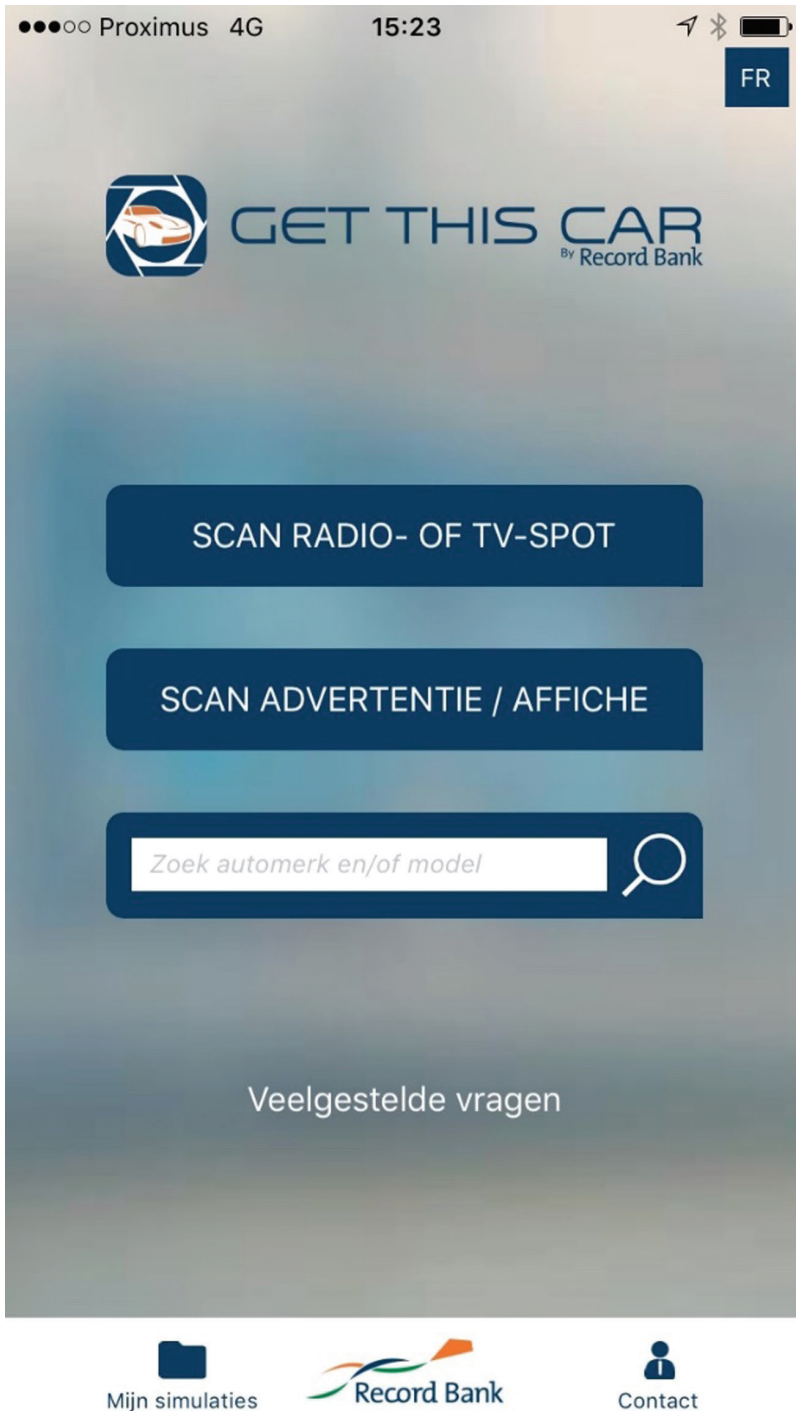 Proximus 4G 15:23
FR
GET THIS CAR
By Record Bank
SCAN RADIO- OF TV-SPOT
SCAN ADVERTENTIE / AFFICHE
Zoek automerk en/of model
Veelgestelde vragen
Mijn simulaties Record Bank Contact